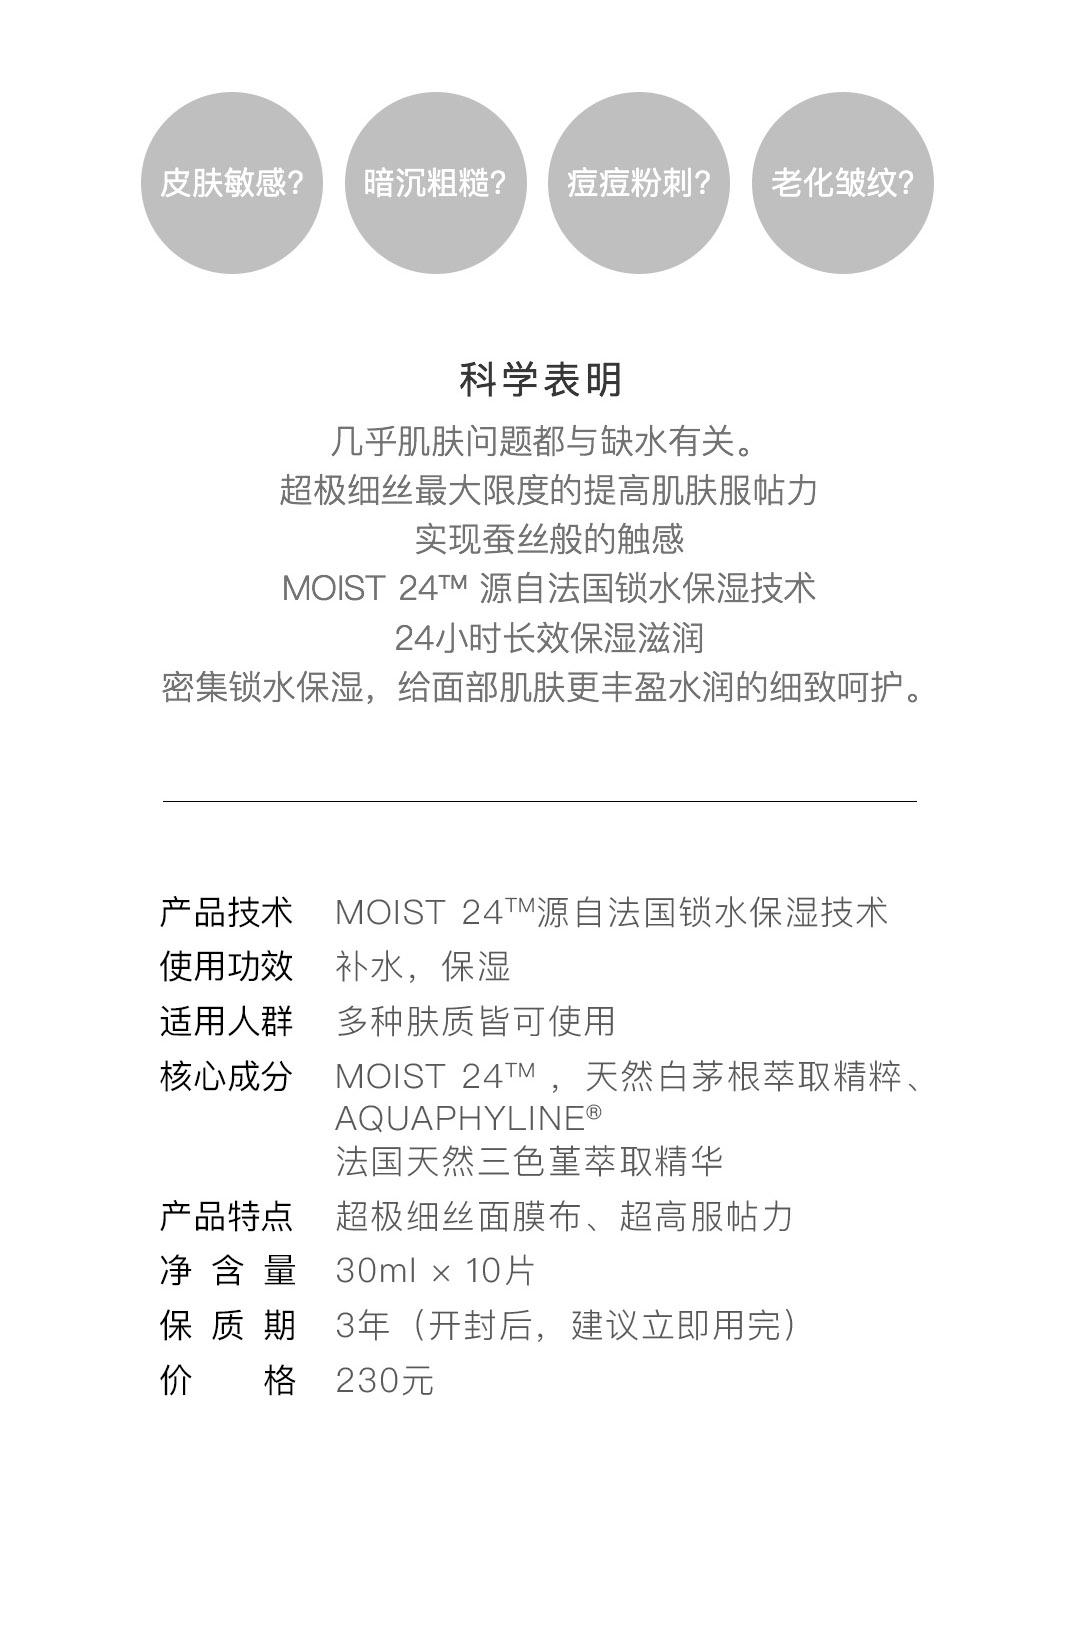 皮肤敏感?
暗沉粗糙?
痘痘粉刺?
老化皱纹?
科学表明
几乎肌肤问题都与缺水有关。
超极细丝最大限度的提高肌肤服帖力
实现蚕丝般的触感
MOIST 24™ 源自法国锁水保湿技术
24小时长效保湿滋润
密集锁水保湿，给面部肌肤更丰盈水润的细致呵护。
产品技术 MOIST 24™源自法国锁水保湿技术
使用功效 补水，保湿
适用人群 多种肤质皆可使用
核心成分 MOIST 24™ ，天然白茅根萃取精粹、
AQUAPHYLINE®
法国天然三色堇萃取精华
产品特点 超极细丝面膜布、超高服帖力
净含量 30ml × 10片
保质期 3年（开封后，建议立即用完）
价格 230元